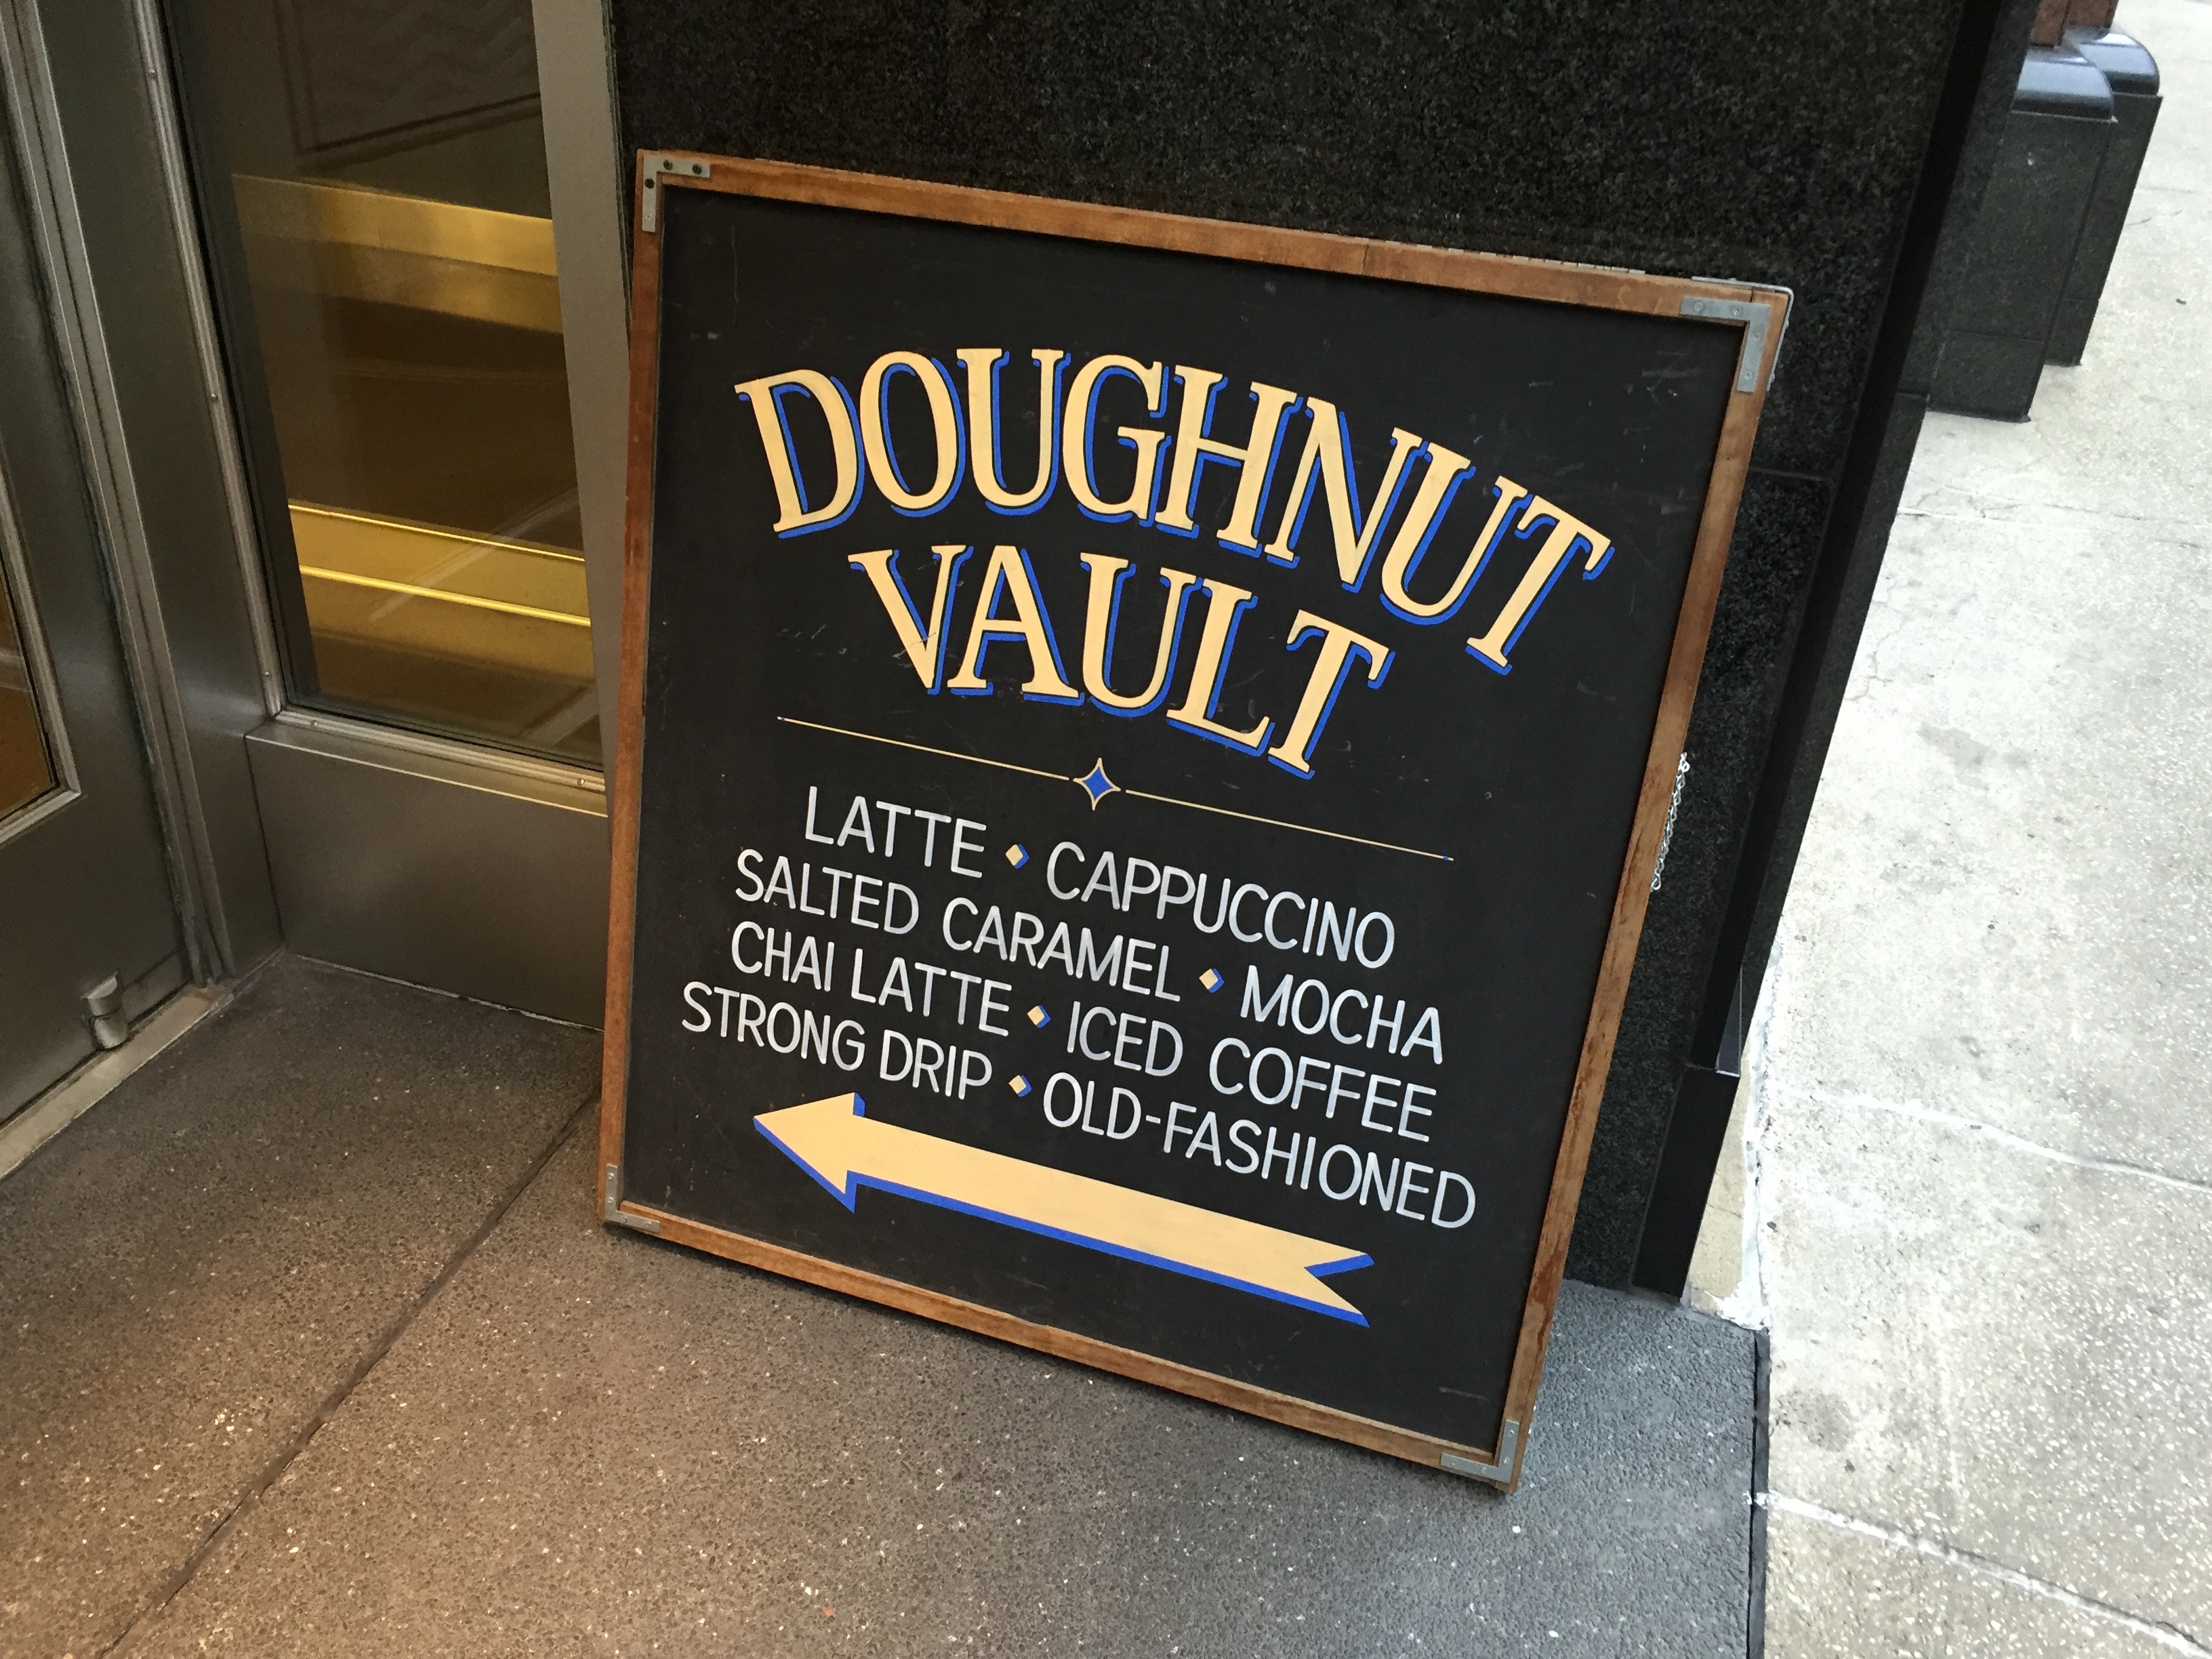 DOUGHNUT
VAULT
LATTE • CAPPUCCINO
SALTED CARAMEL • MOCHA
CHAI LATTE • ICED COFFEE
STRONG DRIP • OLD-FASHIONED